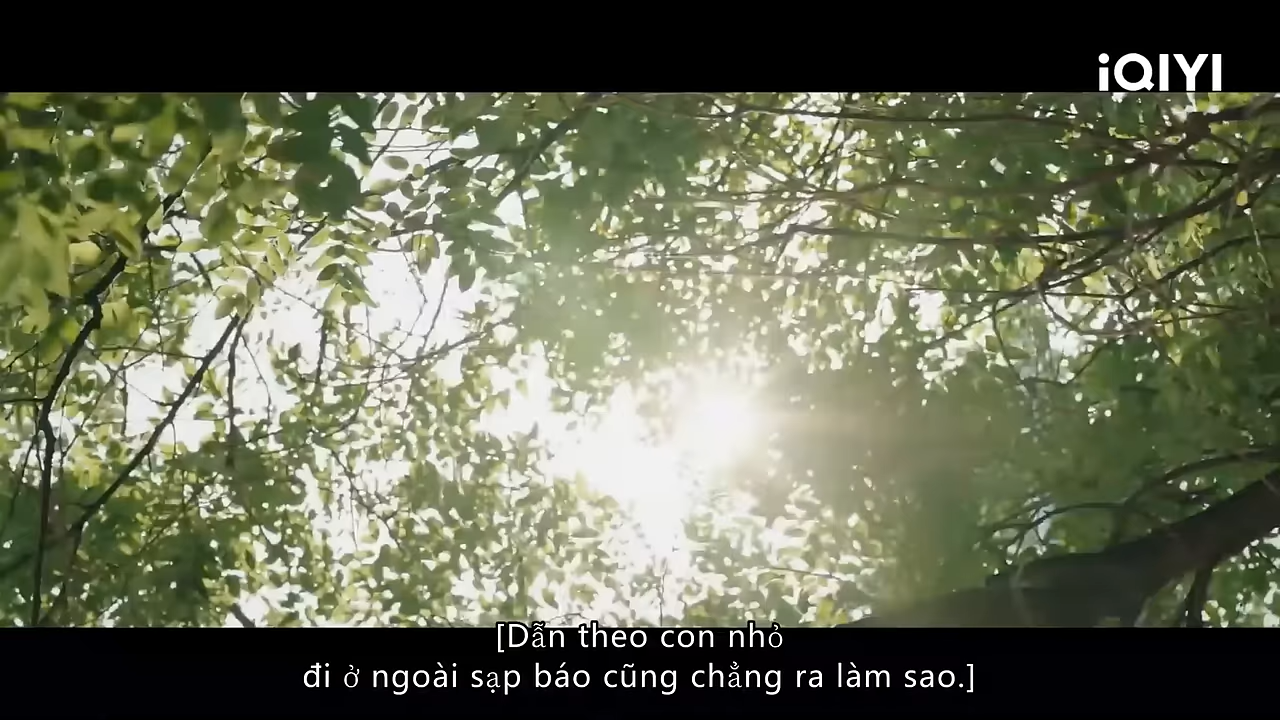 iQIYI
[Dẫn theo con nhỏ
đi ở ngoài sạp báo cũng chẳng ra làm sao.]